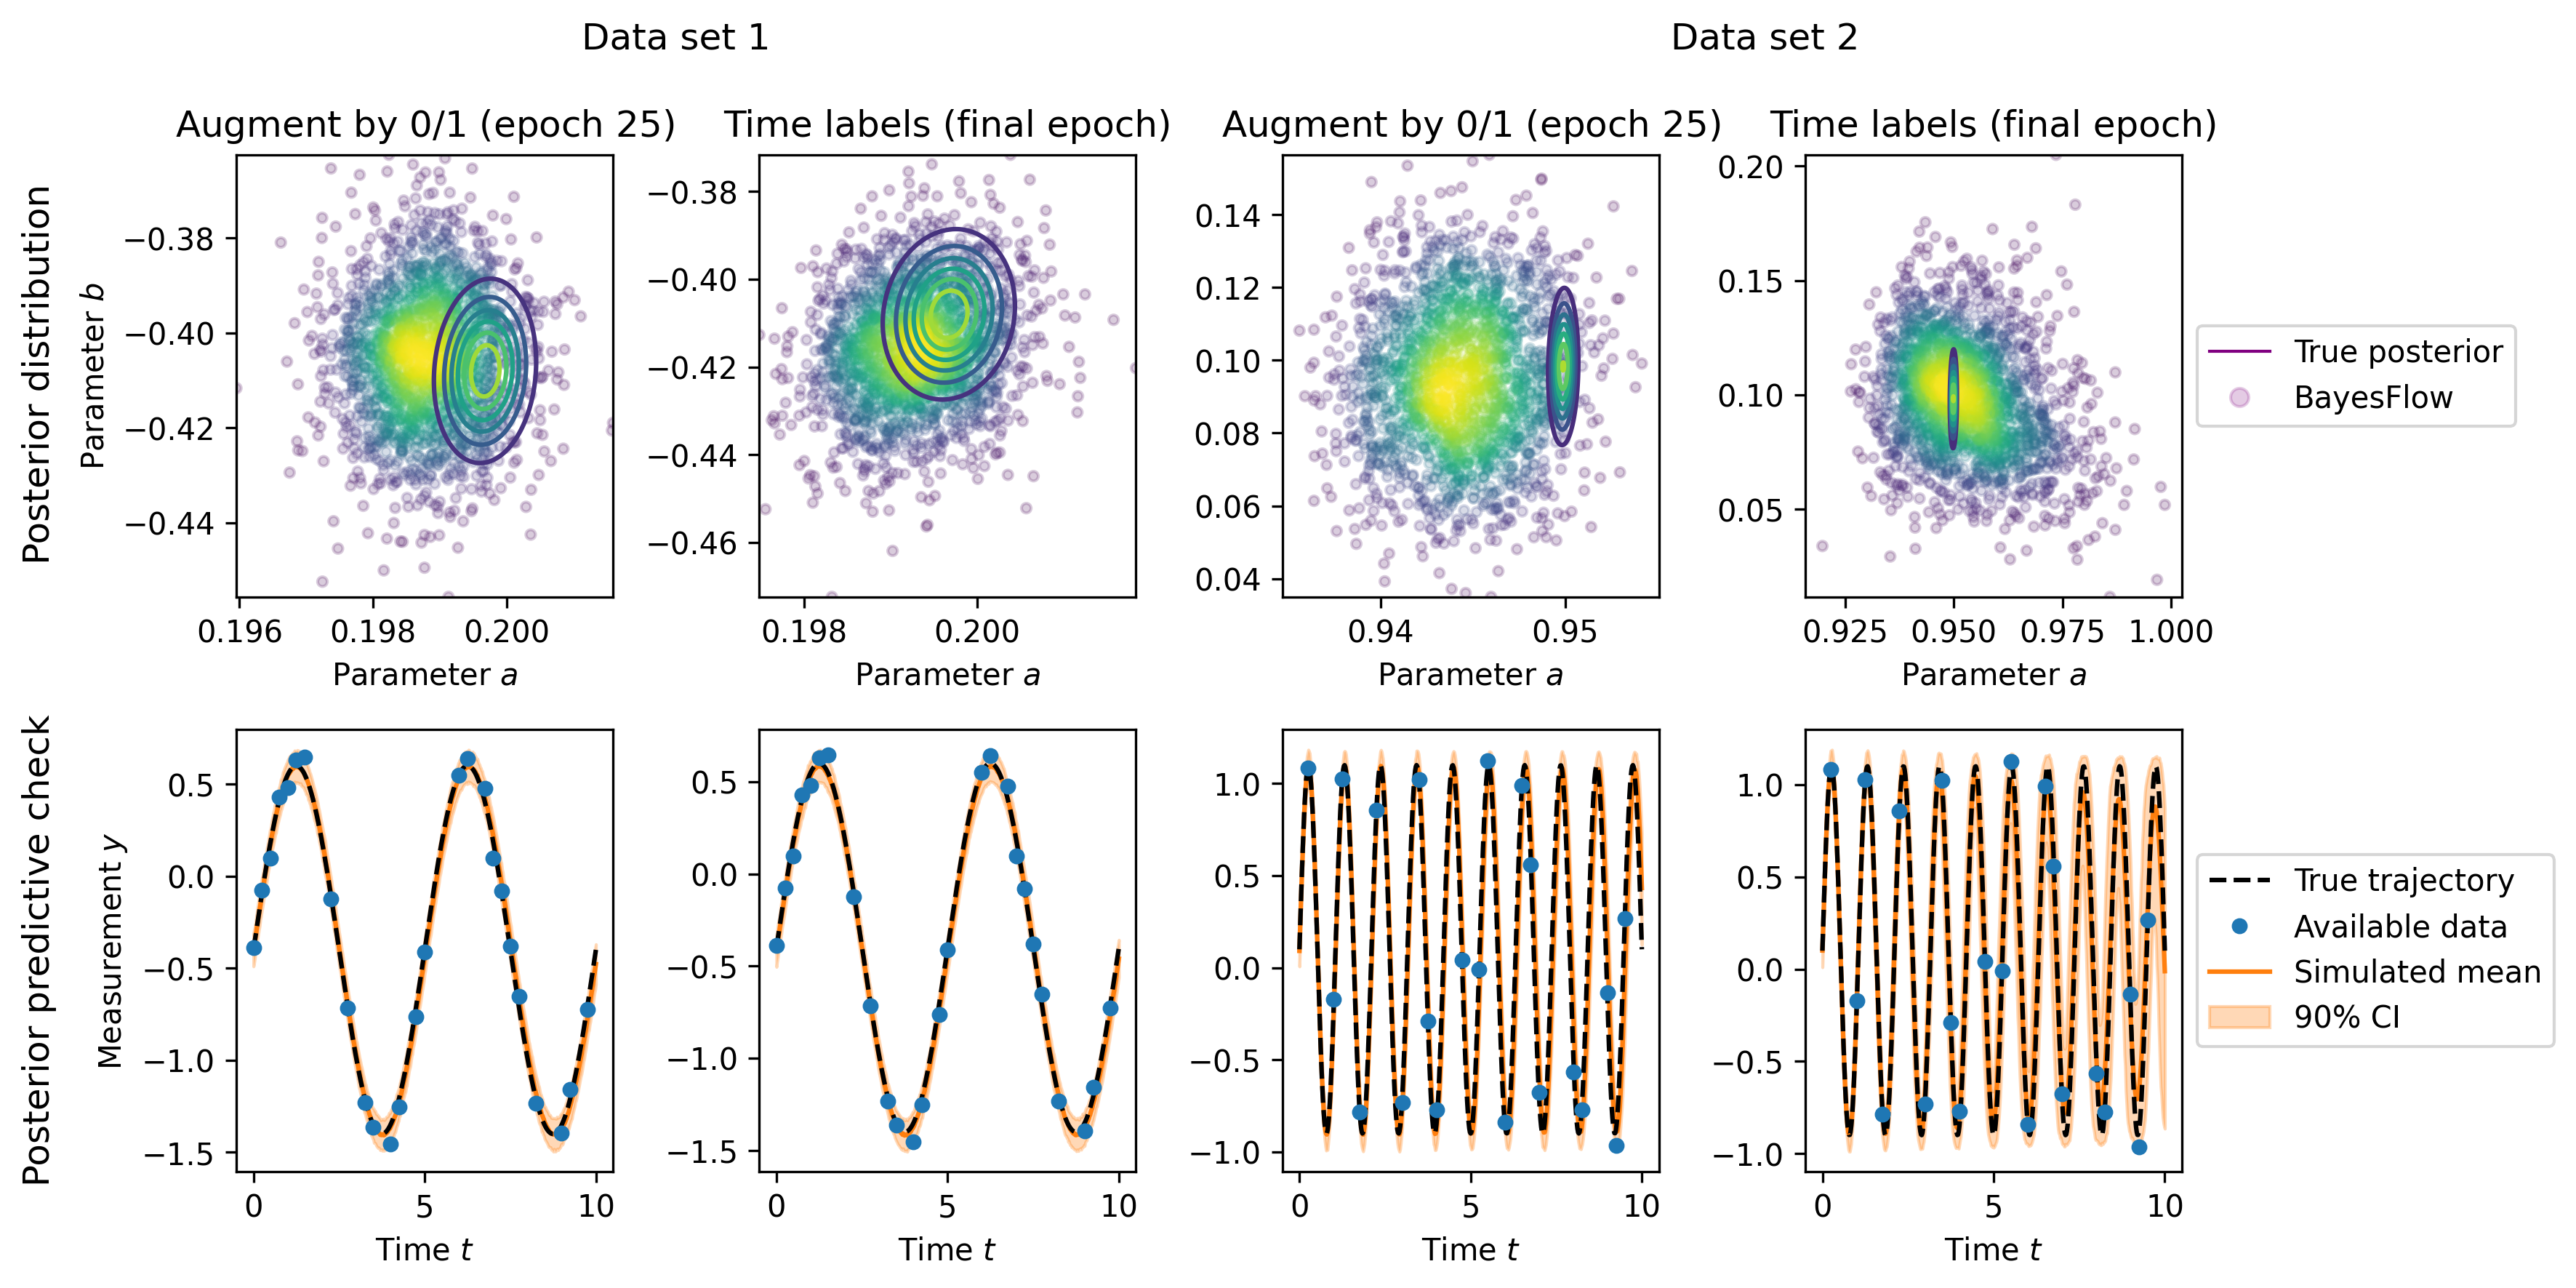 Data set 1
Data set 2
Augment by 0/1 (epoch 25)
Time labels (final epoch)
Augment by 0/1 (epoch 25)
Time labels (final epoch)
Posterior distribution
Parameter b
−0.38
−0.40
−0.42
−0.44
0.196
0.198
0.200
Parameter a
−0.38
−0.40
−0.42
−0.44
−0.46
0.198
0.200
Parameter a
0.14
0.12
0.10
0.08
0.06
0.04
0.94
0.95
Parameter a
0.20
0.15
0.10
0.05
0.925
0.950
0.975
1.000
Parameter a
True posterior
BayesFlow
Posterior predictive check
Measurement y
0.5
0.0
−0.5
−1.0
−1.5
0
5
10
Time t
0.5
0.0
−0.5
−1.0
−1.5
0
5
10
Time t
1.0
0.5
0.0
−0.5
−1.0
0
5
10
Time t
1.0
0.5
0.0
−0.5
−1.0
0
5
10
Time t
True trajectory
Available data
Simulated mean
90% CI